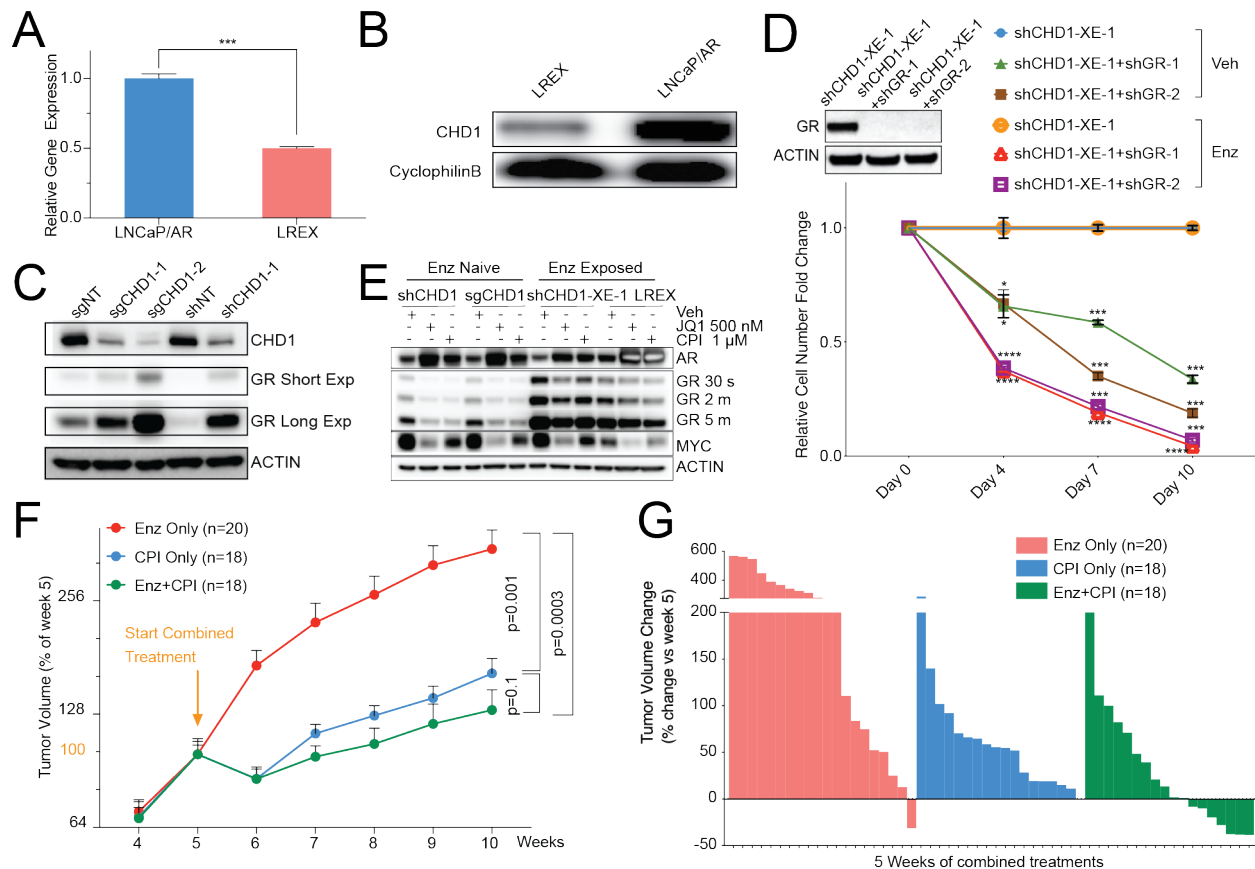 A
***
Relative Gene Expression
1.0
0.5
0.0
LNCaP/AR
LREX
B
LREX
LNCaP/AR
CHD1
CyclophilinB
C
sgNT
sgCHD1-1
sgCHD1-2
shNT
shCHD1-1
CHD1
GR Short Exp
GR Long Exp
ACTIN
D
shCHD1-XE-1
shCHD1-XE-1
+shGR-1
shCHD1-XE-1
+shGR-2
GR
ACTIN
shCHD1-XE-1
shCHD1-XE-1+shGR-1
shCHD1-XE-1+shGR-2
Veh
shCHD1-XE-1
shCHD1-XE-1+shGR-1
shCHD1-XE-1+shGR-2
Enz
Relative Cell Number Fold Change
1.0
0.5
0.0
*
*
****
****
***
***
***
****
***
***
***
****
Day 0
Day 4
Day 7
Day 10
E
Enz Naive
Enz Exposed
shCHD1 sgCHD1 shCHD1-XE-1 LREX
+ - - + - - + - - + - - Veh
- + - - + - - + - - + - JQ1 500 nM
- - + - - + - - + - - + CPI 1 µM
AR
GR 30 s
GR 2 m
GR 5 m
MYC
ACTIN
F
Enz Only (n=20)
CPI Only (n=18)
Enz+CPI (n=18)
Start Combined
Treatment
Tumor Volume (% of week 5)
256
128
100
64
4 5 6 7 8 9 10 Weeks
p=0.001
p=0.0003
p=0.1
G
Enz Only (n=20)
CPI Only (n=18)
Enz+CPI (n=18)
Tumor Volume Change
(% change vs week 5)
600
400
200
150
100
50
0
-50
5 Weeks of combined treatments